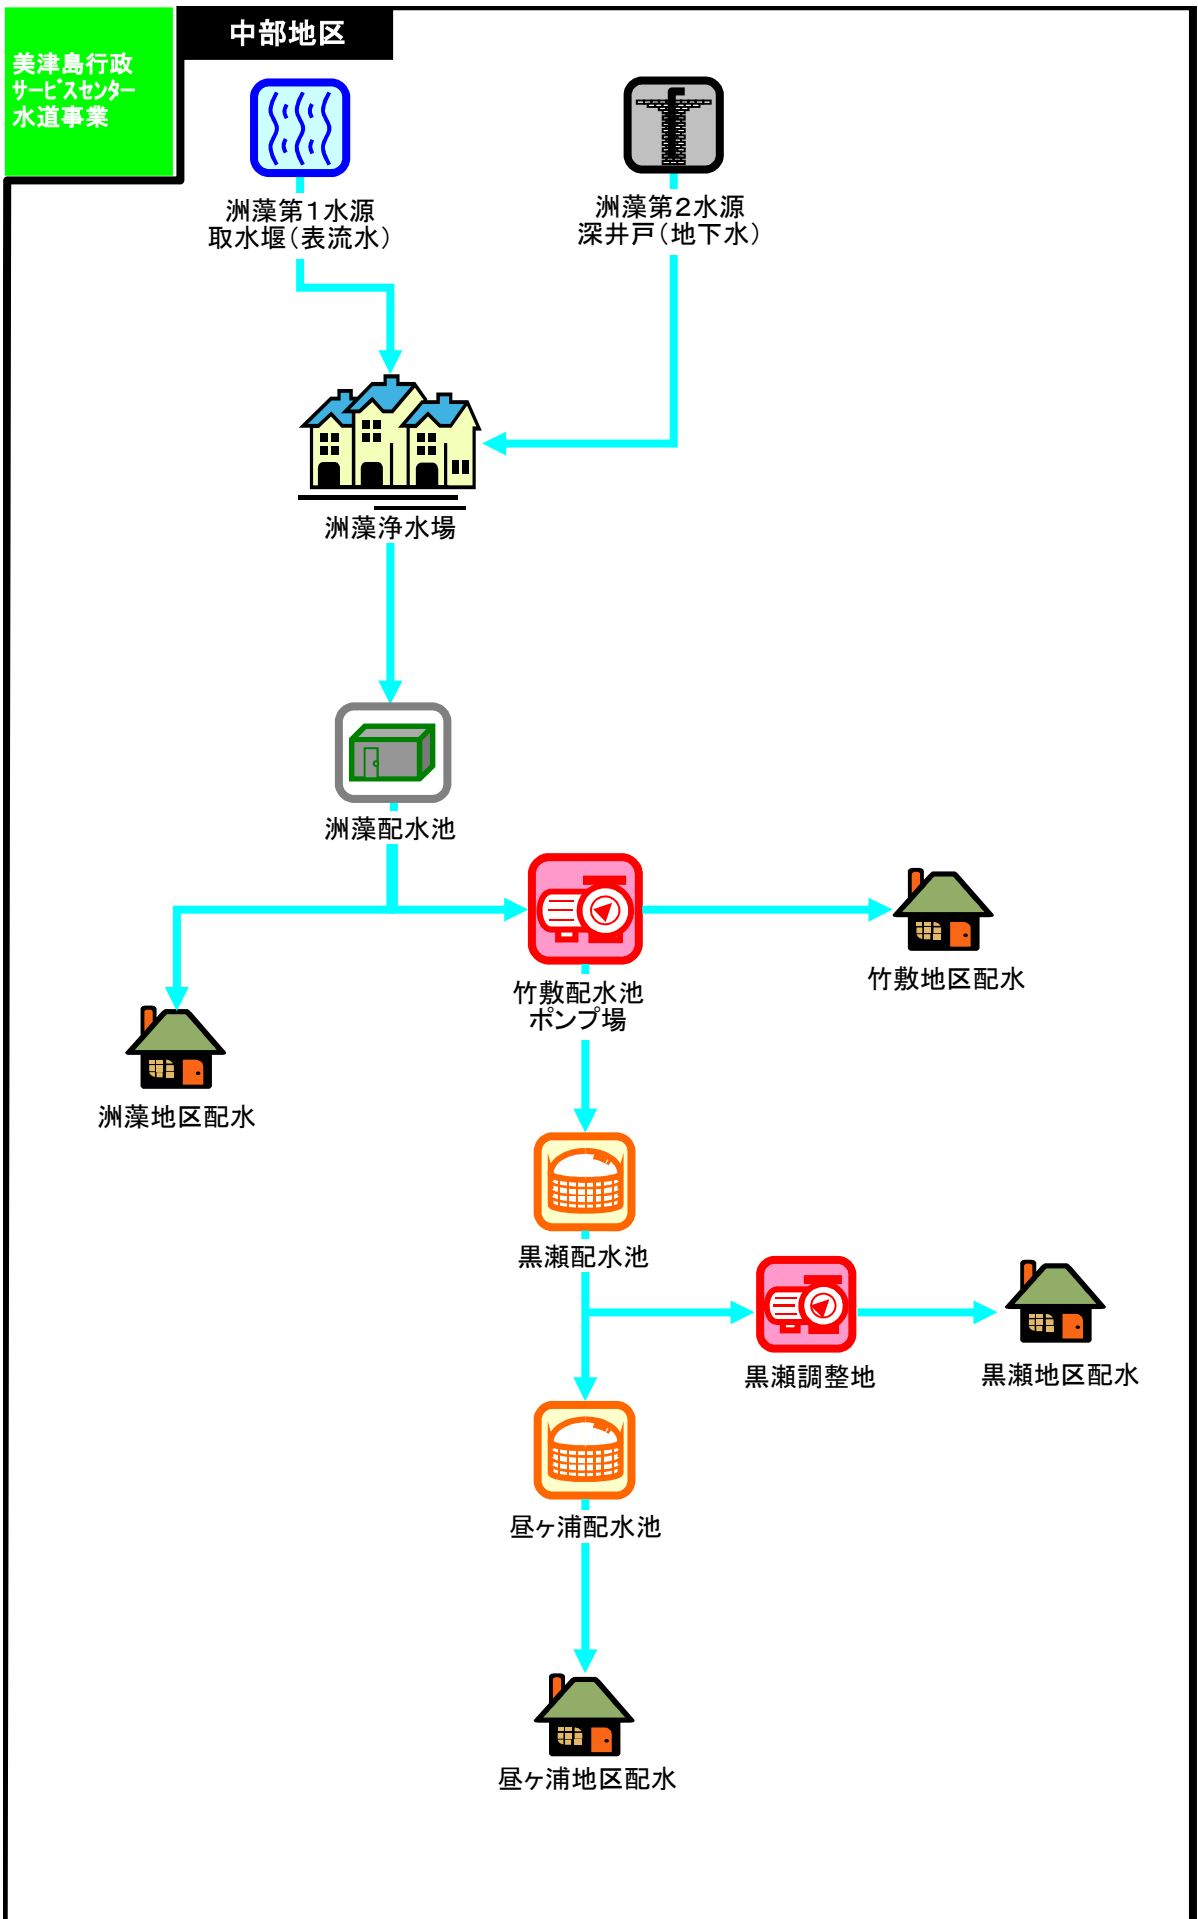 美津島行政
サービスセンター
水道事業
中部地区
洲藻第1水源
取水堰(表流水)
洲藻第2水源
深井戸(地下水)
洲藻浄水場
洲藻配水池
竹敷配水池
ポンプ場
竹敷地区配水
洲藻地区配水
黒瀬配水池
黒瀬調整地
黒瀬地区配水
昼ヶ浦配水池
昼ヶ浦地区配水